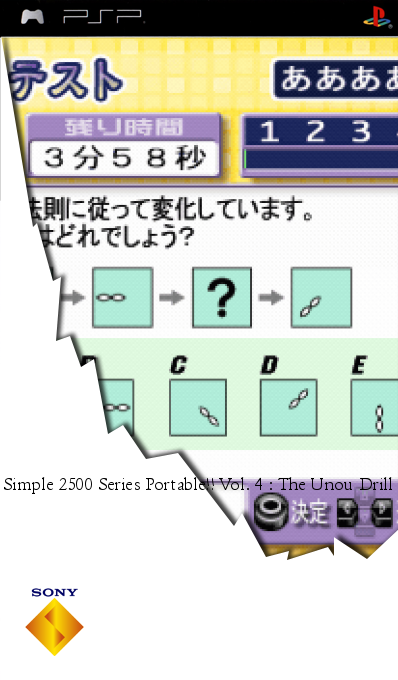 PSP
テスト
ああああ
残り時間
1 2 3
3分58秒
法則に従って変化しています。
はどれでしょう?
?
C D E
Simple 2500 Series Portable!! Vol. 4 : The Unou Drill
決定
SONY